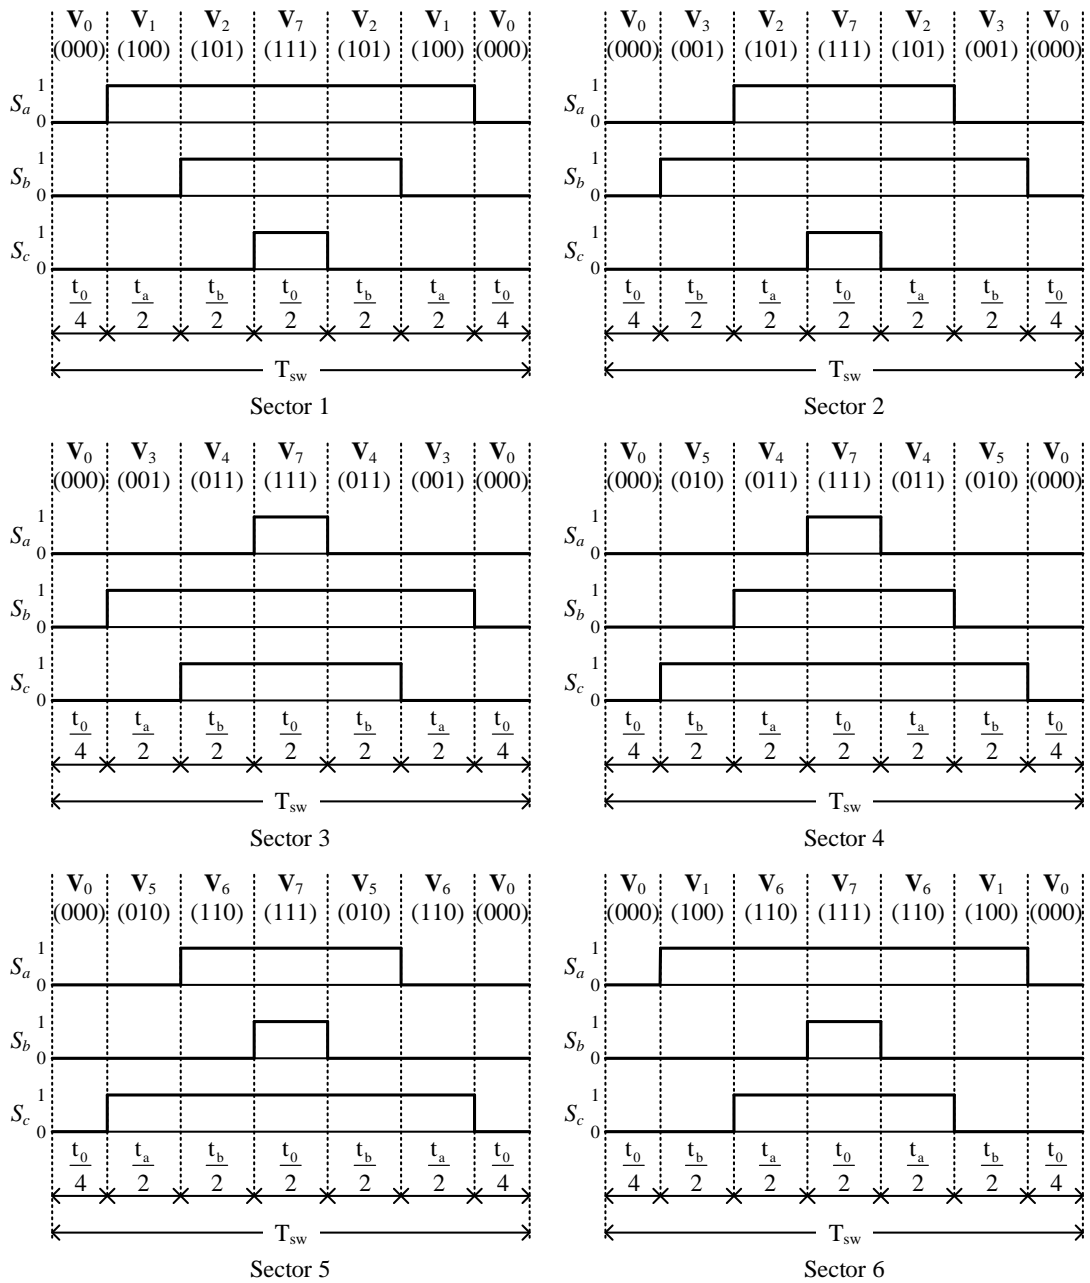 V0 V1 V2 V7 V2 V1 V0
(000) (100) (101) (111) (101) (100) (000)
1
Sa
0
1
Sb
0
1
Sc
0
t0/4 ta/2 tb/2 t0/2 tb/2 ta/2 t0/4
Tsw
Sector 1
V0 V3 V2 V7 V2 V3 V0
(000) (001) (101) (111) (101) (001) (000)
1
Sa
0
1
Sb
0
1
Sc
0
t0/4 tb/2 ta/2 t0/2 ta/2 tb/2 t0/4
Tsw
Sector 2
V0 V3 V4 V7 V4 V3 V0
(000) (001) (011) (111) (011) (001) (000)
1
Sa
0
1
Sb
0
1
Sc
0
t0/4 ta/2 tb/2 t0/2 tb/2 ta/2 t0/4
Tsw
Sector 3
V0 V5 V4 V7 V4 V5 V0
(000) (010) (011) (111) (011) (010) (000)
1
Sa
0
1
Sb
0
1
Sc
0
t0/4 tb/2 ta/2 t0/2 ta/2 tb/2 t0/4
Tsw
Sector 4
V0 V5 V6 V7 V5 V6 V0
(000) (010) (110) (111) (010) (110) (000)
1
Sa
0
1
Sb
0
1
Sc
0
t0/4 ta/2 tb/2 t0/2 tb/2 ta/2 t0/4
Tsw
Sector 5
V0 V1 V6 V7 V6 V1 V0
(000) (100) (110) (111) (110) (100) (000)
1
Sa
0
1
Sb
0
1
Sc
0
t0/4 tb/2 ta/2 t0/2 ta/2 tb/2 t0/4
Tsw
Sector 6